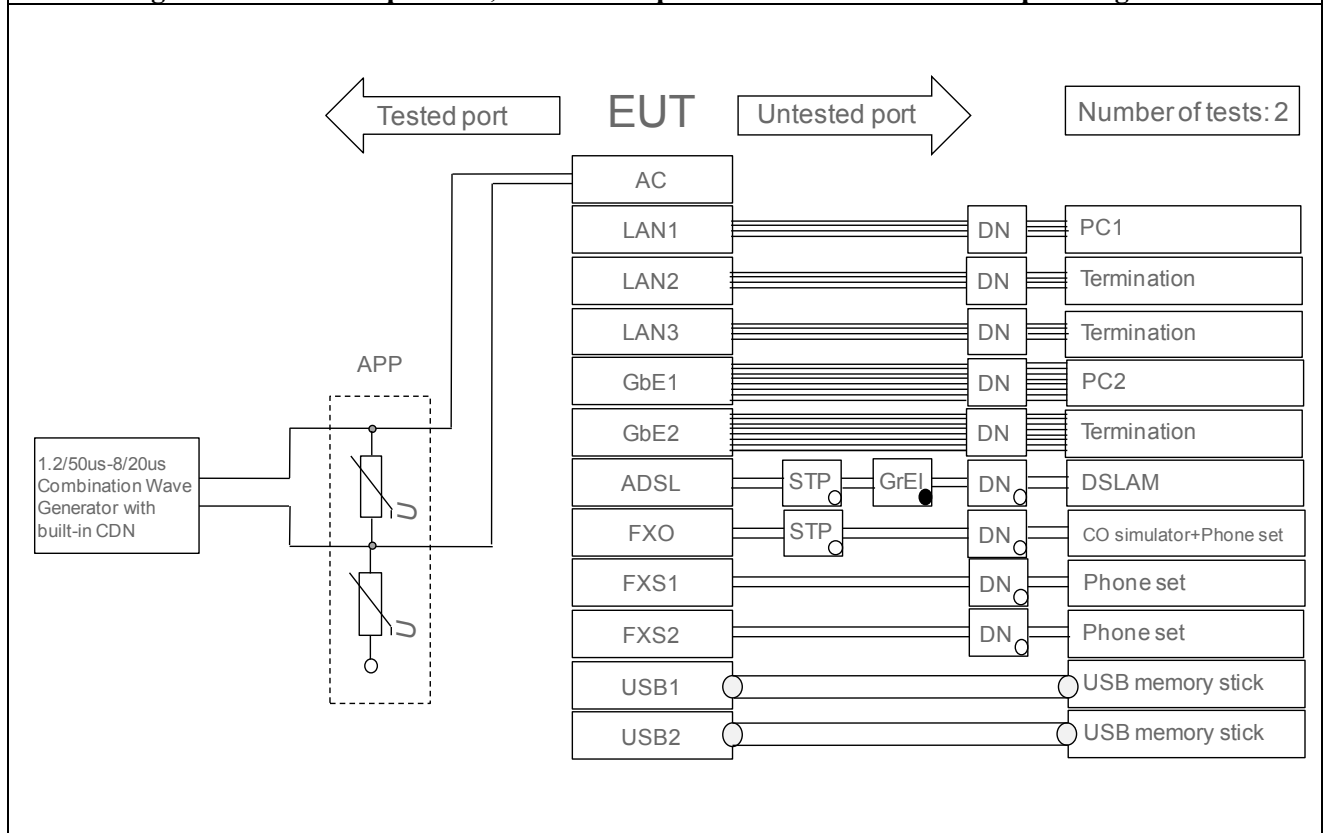 Tested port
EUT
Untested port
Number of tests: 2
AC
LAN1
DN
PC1
LAN2
DN
Termination
LAN3
DN
Termination
APP
GbE1
DN
PC2
GbE2
DN
Termination
1.2/50us-8/20us
Combination Wave
Generator with
built-in CDN
U
ADSL
STP
GrEI
DN
DSLAM
FXO
STP
DN
CO simulator+Phone set
FXS1
DN
Phone set
U
FXS2
DN
Phone set
USB1
USB memory stick
USB2
USB memory stick